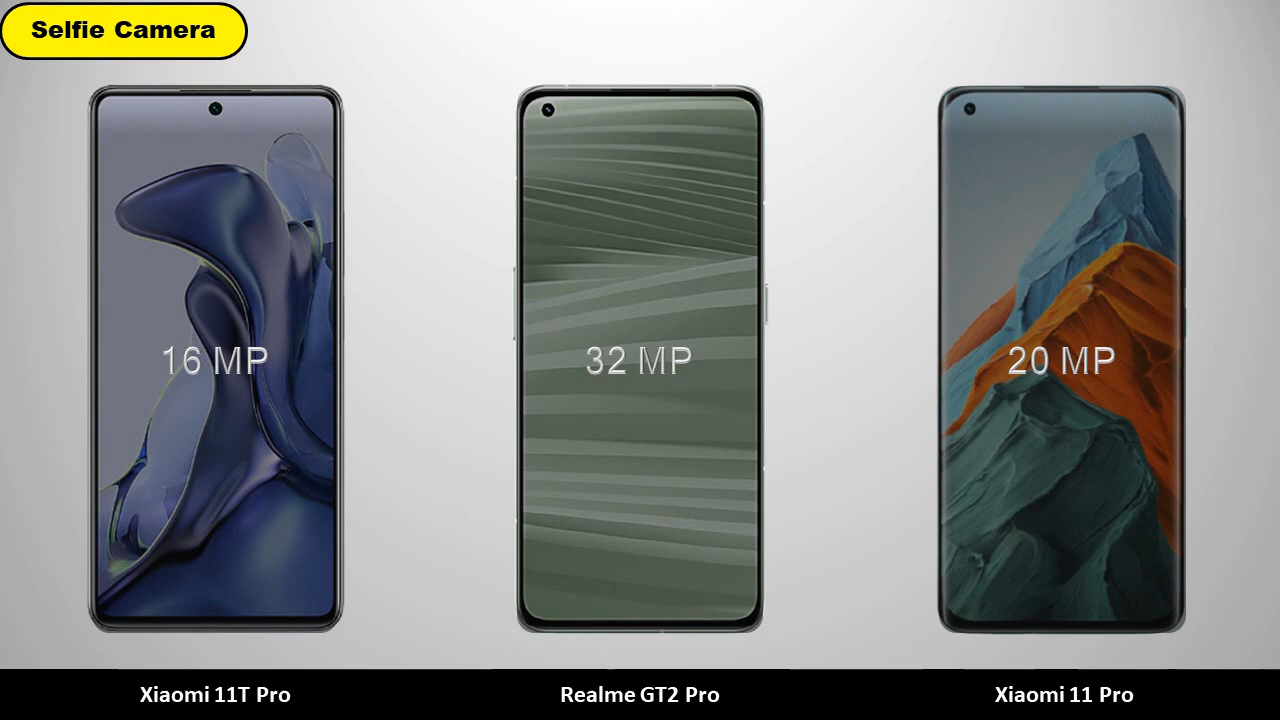 Selfie Camera
16 MP
32 MP
20 MP
Xiaomi 11T Pro
Realme GT2 Pro
Xiaomi 11 Pro